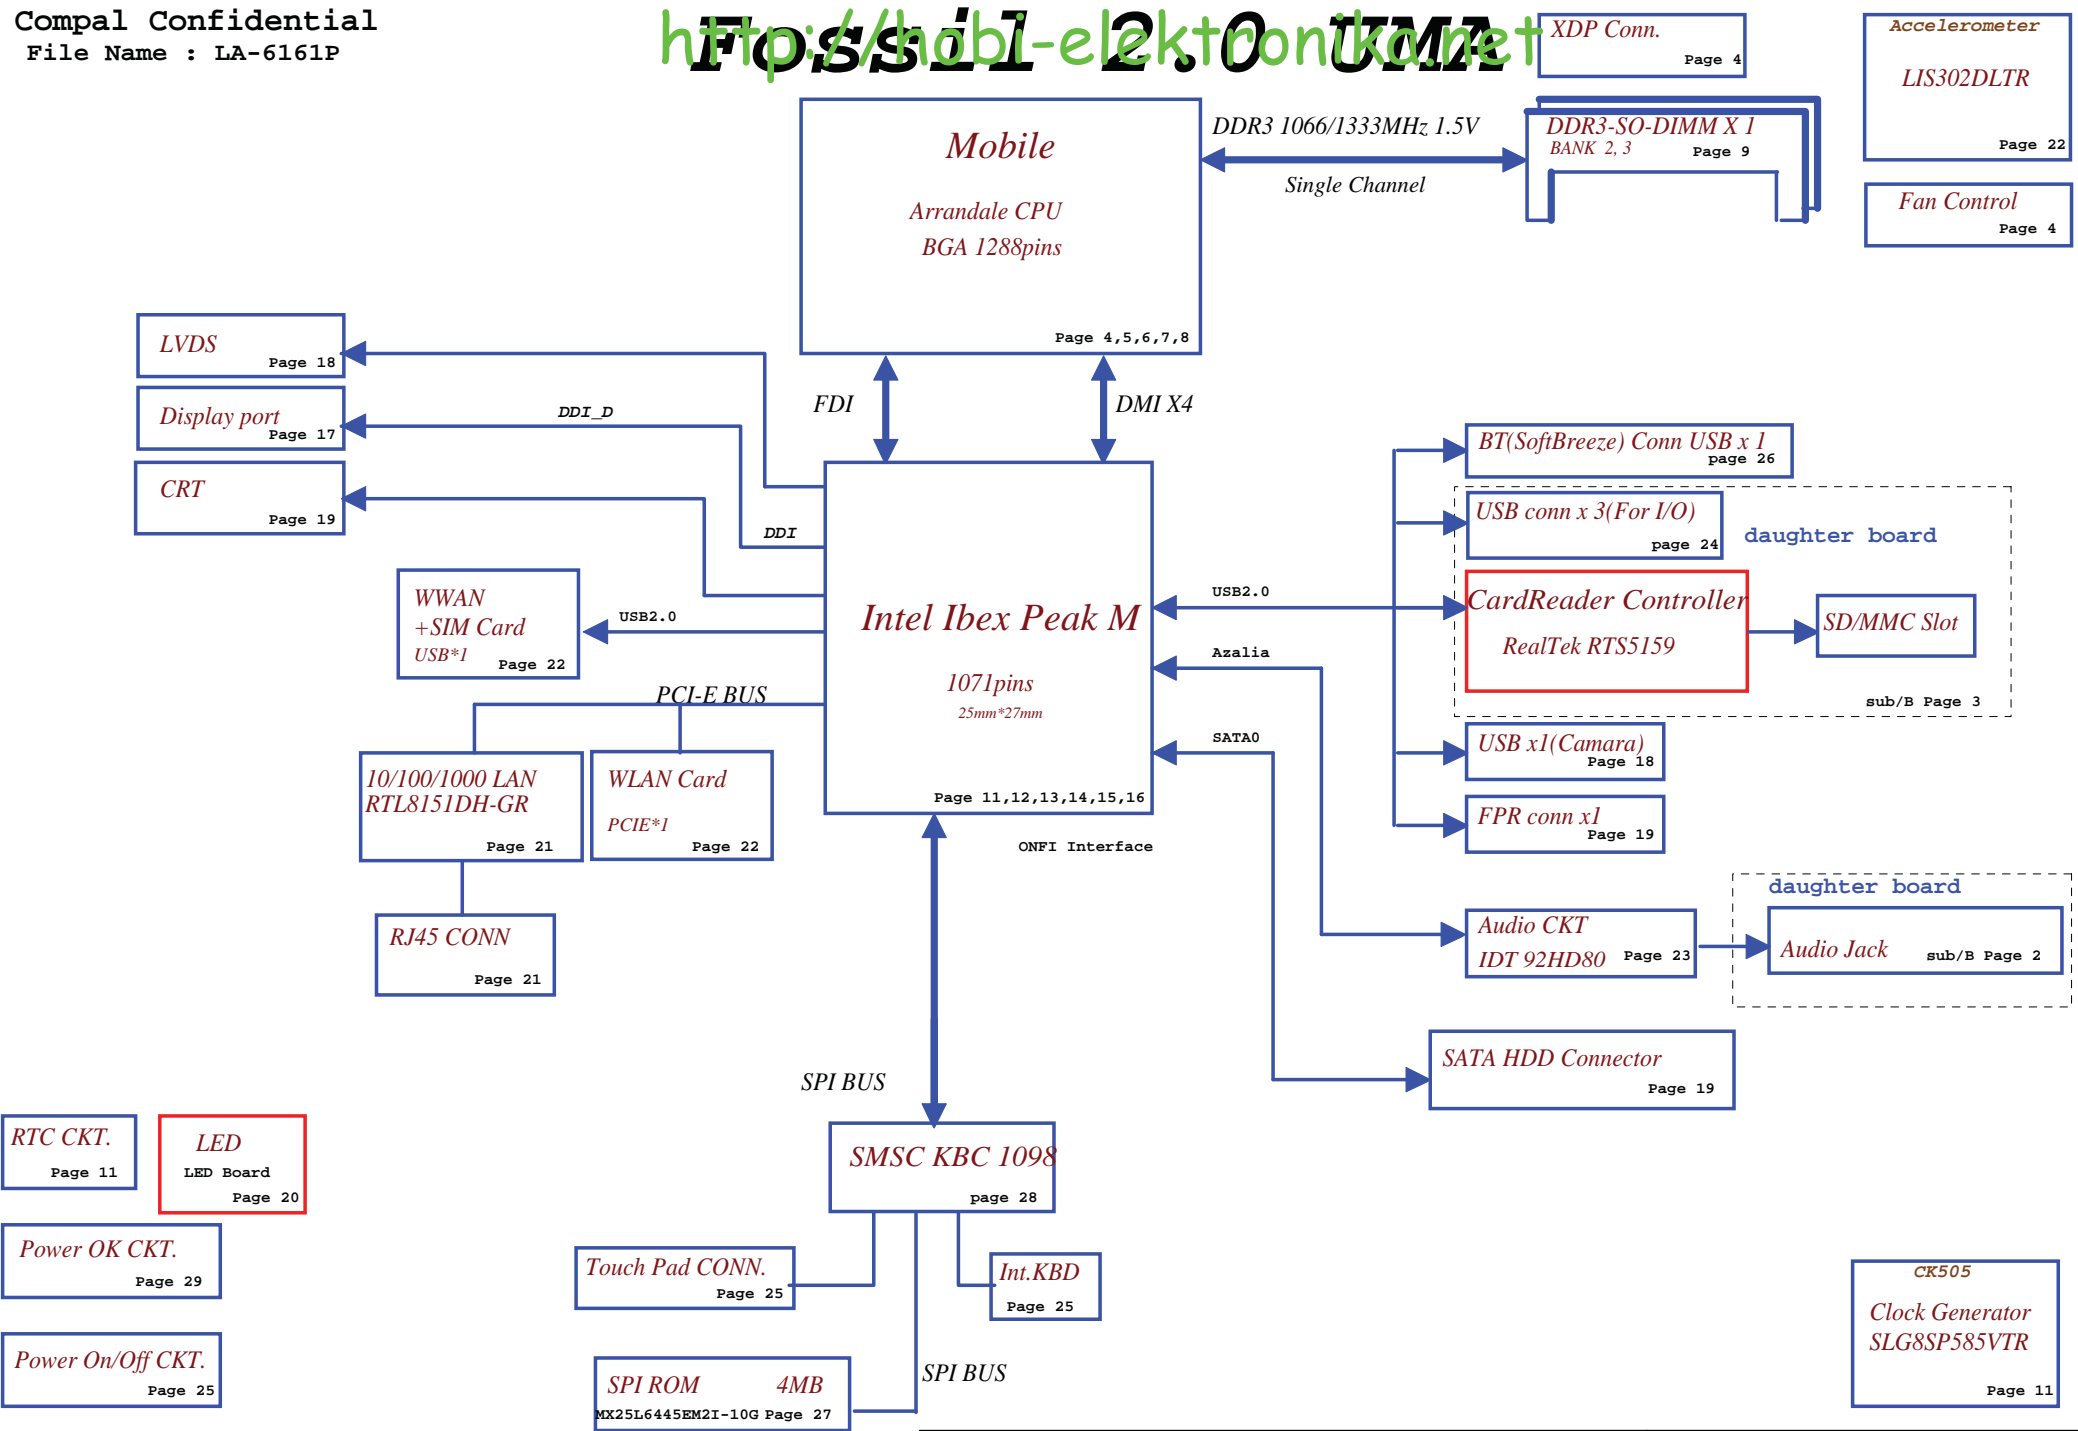 Compal Confidential
File Name : LA-6161P
Fossil 2.0 UMA
http://hobi-elektronika.net
XDP Conn.
Page 4
Accelerometer
LIS302DLTR
Page 22
Mobile
Arrandale CPU
BGA 1288pins
Page 4,5,6,7,8
DDR3 1066/1333MHz 1.5V
Single Channel
DDR3-SO-DIMM X 1
BANK 2, 3
Page 9
Fan Control
Page 4
LVDS
Page 18
Display port
Page 17
DDI_D
CRT
Page 19
DDI
FDI
DMI X4
BT(SoftBreeze) Conn USB x 1
page 26
USB conn x 3(For I/O)
page 24
daughter board
CardReader Controller
RealTek RTS5159
SD/MMC Slot
sub/B Page 3
USB x1(Camara)
Page 18
FPR conn x1
Page 19
WWAN
+SIM Card
USB*1
Page 22
USB2.0
PCI-E BUS
Intel Ibex Peak M
1071pins
25mm*27mm
Page 11,12,13,14,15,16
USB2.0
Azalia
SATA0
10/100/1000 LAN
RTL8151DH-GR
Page 21
WLAN Card
PCIE*1
Page 22
ONFI Interface
RJ45 CONN
Page 21
daughter board
Audio CKT
IDT 92HD80
Page 23
Audio Jack
sub/B Page 2
SATA HDD Connector
Page 19
SPI BUS
SMSC KBC 1098
page 28
RTC CKT.
Page 11
LED
LED Board
Page 20
Power OK CKT.
Page 29
Power On/Off CKT.
Page 25
Touch Pad CONN.
Page 25
Int.KBD
Page 25
SPI BUS
SPI ROM 4MB
MX25L6445EM2I-10G Page 27
CK505
Clock Generator
SLG8SP585VTR
Page 11